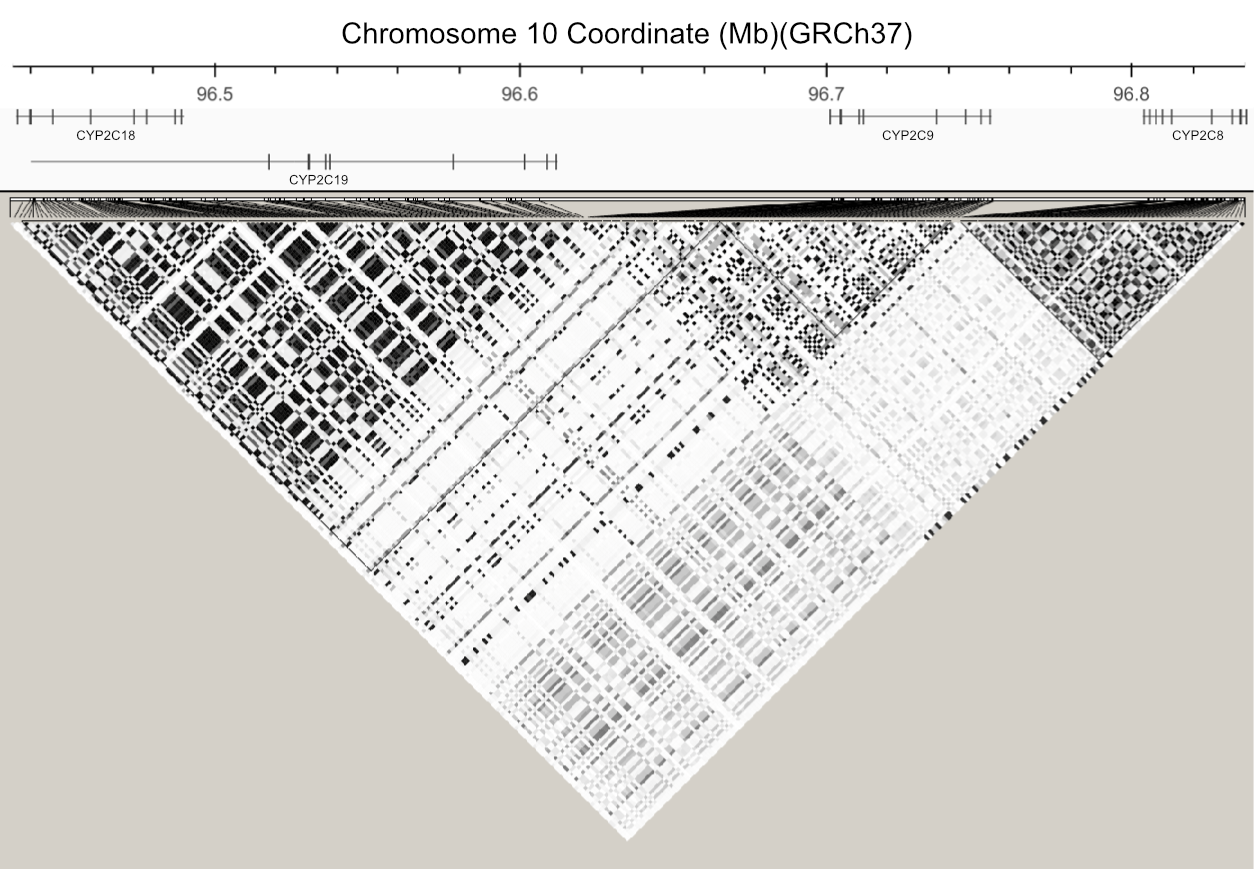 Chromosome 10 Coordinate (Mb)(GRCh37)
96.5 96.6 96.7 96.8
CYP2C18 CYP2C9 CYP2C8
CYP2C19